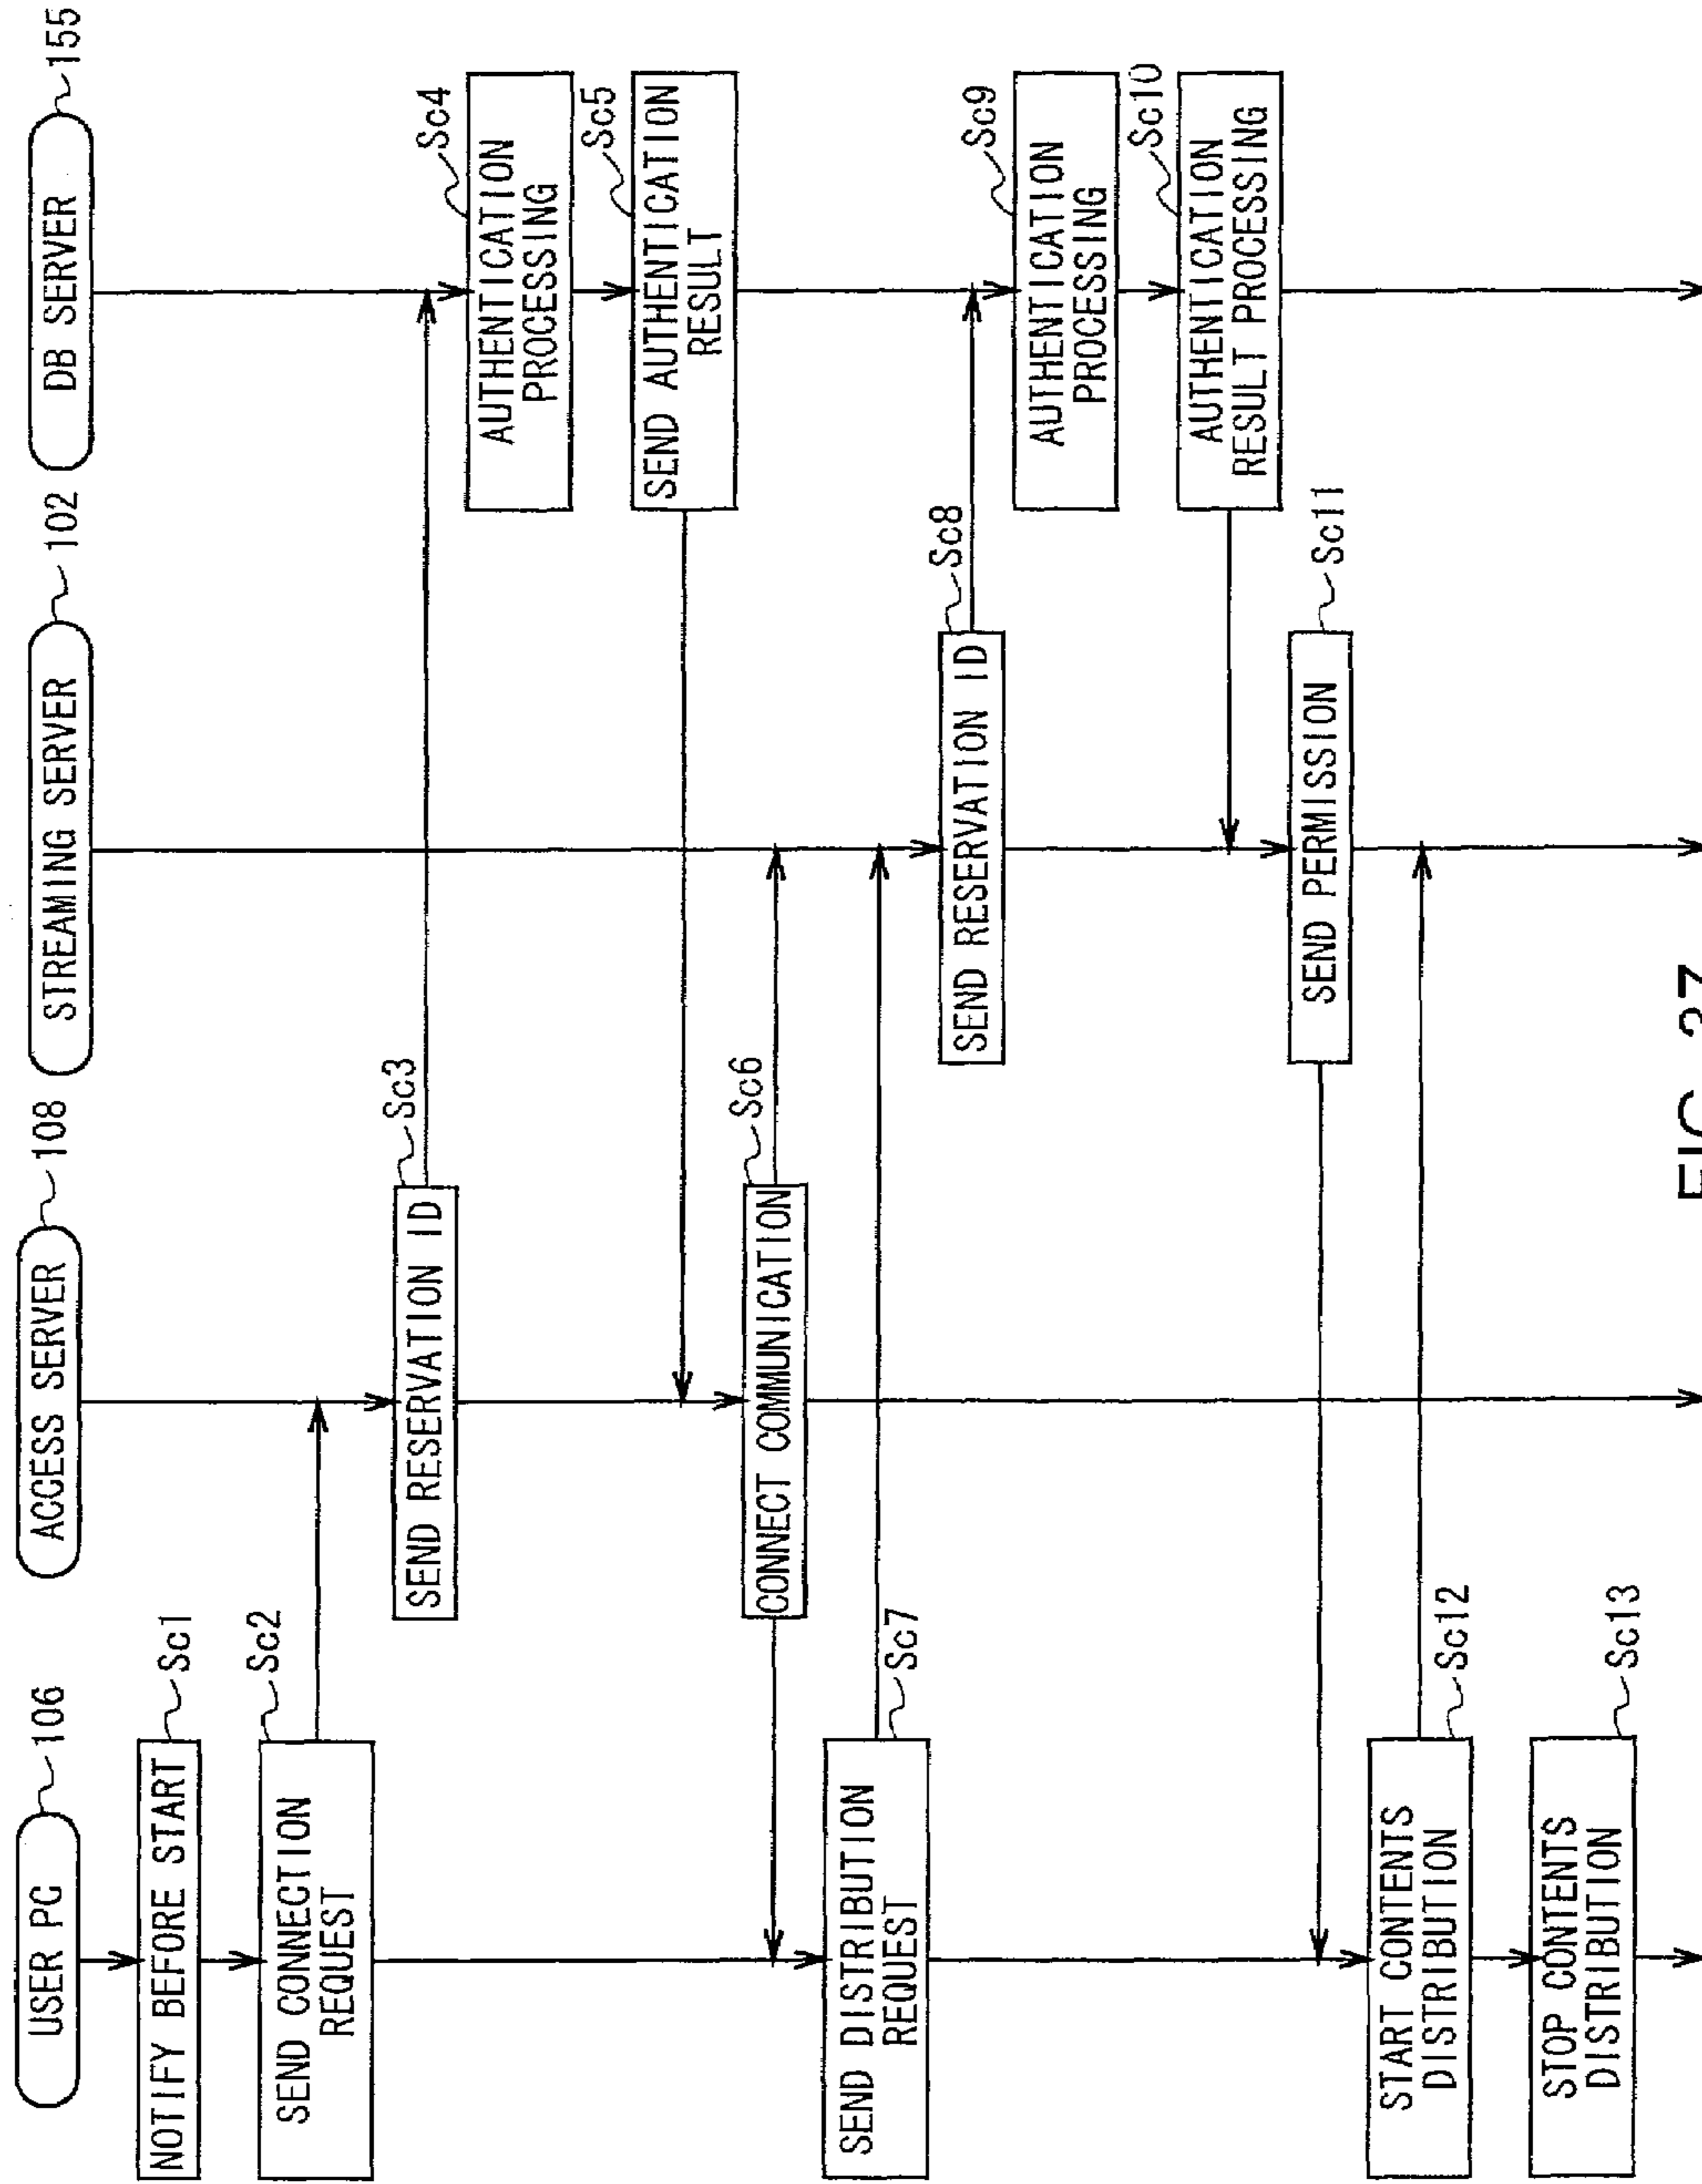 USER PC
106
ACCESS SERVER
108
STREAMING SERVER
102
DB SERVER
155
NOTIFY BEFORE START
Sc1
SEND CONNECTION
REQUEST
Sc2
SEND RESERVATION ID
Sc3
AUTHENTICATION
PROCESSING
Sc4
SEND AUTHENTICATION
RESULT
Sc5
CONNECT COMMUNICATION
Sc6
SEND DISTRIBUTION
REQUEST
Sc7
SEND RESERVATION ID
Sc8
AUTHENTICATION
PROCESSING
Sc9
AUTHENTICATION
RESULT PROCESSING
Sc10
SEND PERMISSION
Sc11
START CONTENTS
DISTRIBUTION
Sc12
STOP CONTENTS
DISTRIBUTION
Sc13